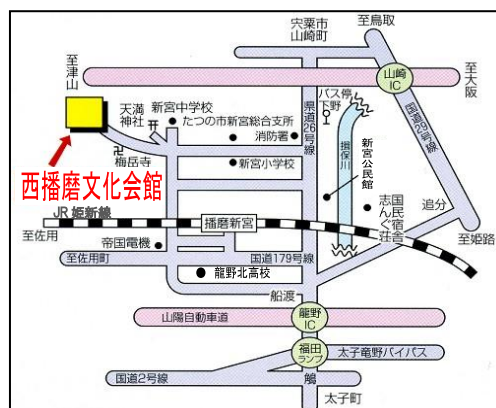 至鳥取
宍粟市
山崎町
至津山
至大阪
山崎
IC
バス停
下野
天満
神社
新宮中学校
たつの市新宮総合支所
消防署
県道26号線
国道29号線
揖保川
新宮公民館
梅岳寺
新宮小学校
西播磨文化会館
国民宿舎
志んぐ荘
追分
JR 姫新線
播磨新宮
至佐用
至姫路
帝国電機
至佐用町
国道179号線
龍野北高校
船渡
山陽自動車道
龍野
IC
福田
ランプ
太子竜野バイパス
国道2号線
鵤
太子町